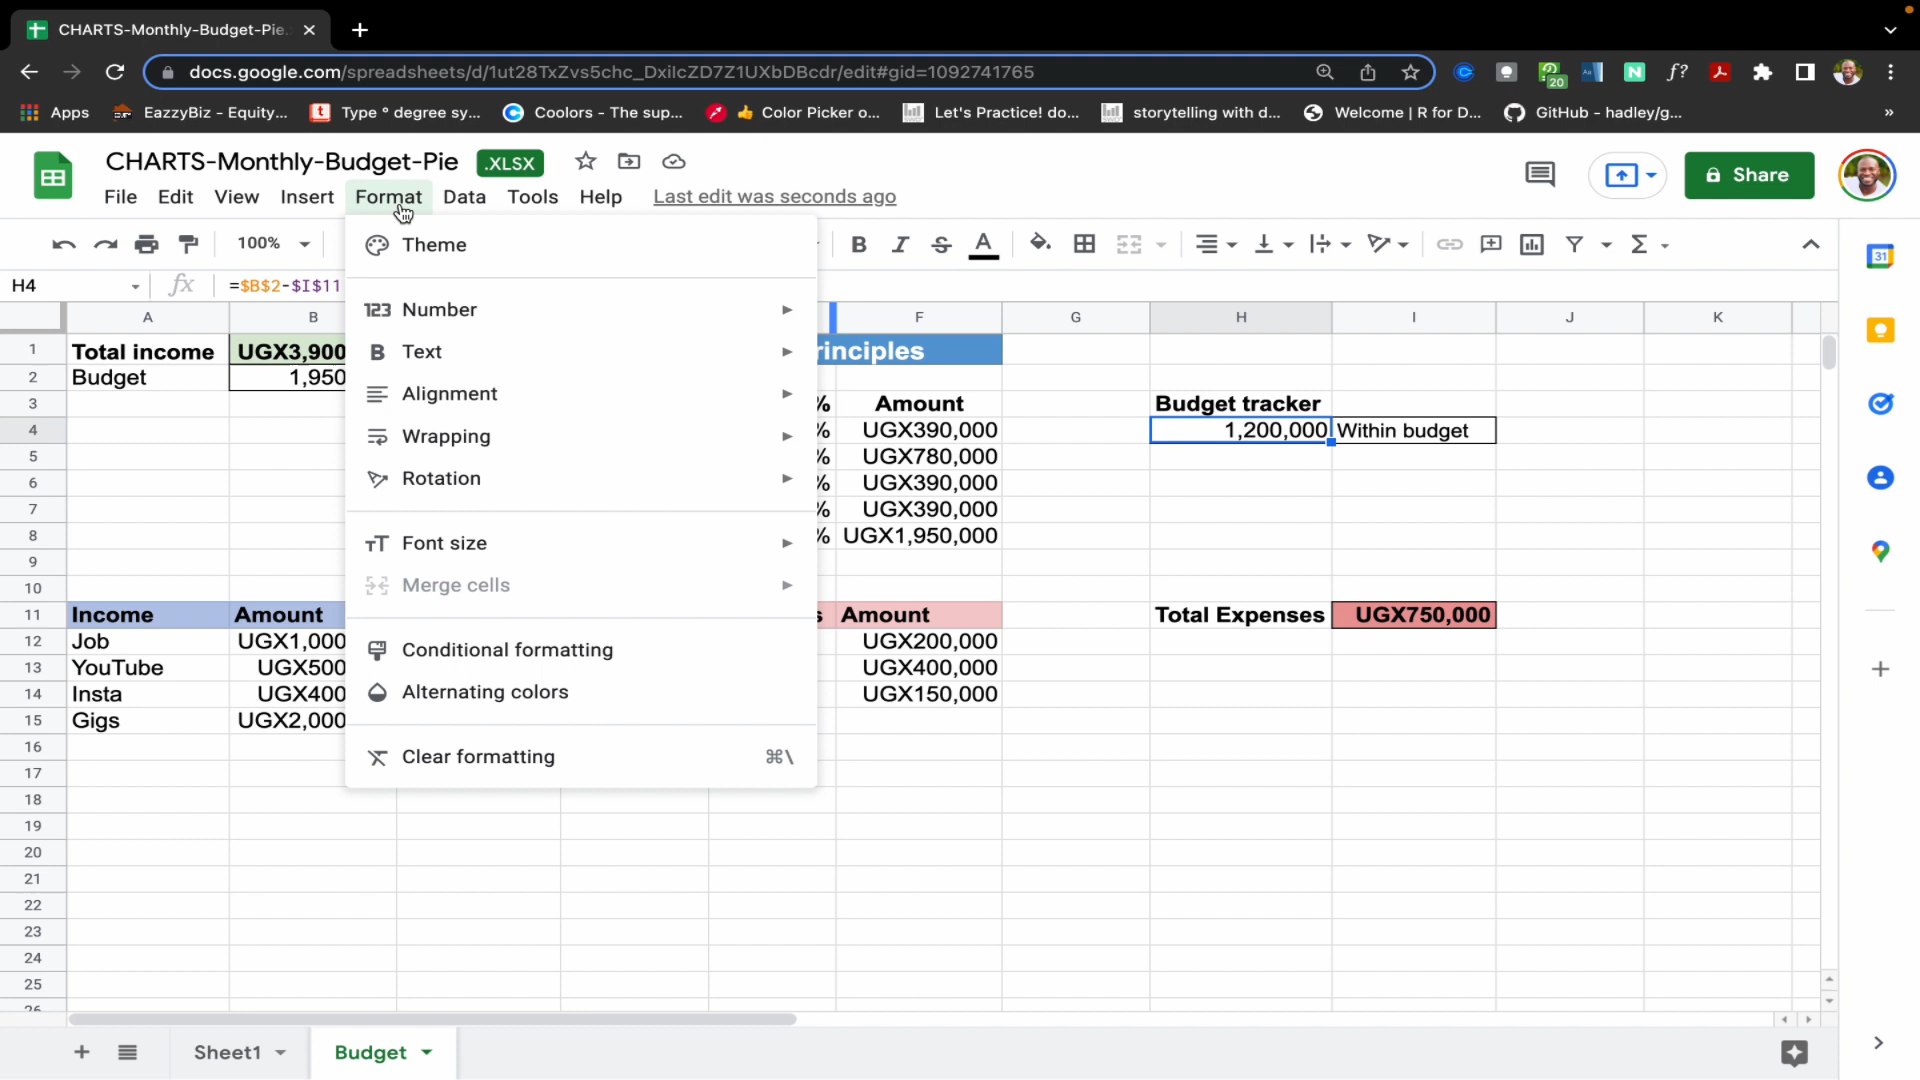 CHARTS-Monthly-Budget-Pie.
docs.google.com/spreadsheets/d/1ut28TxZvs5chc_DxiIcZD7Z1UXbDBcdr/edit#gid=1092741765
20
f?
Apps
EazzyBiz - Equity...
Type ° degree sy...
Coolors - The sup...
👍 Color Picker o...
Let's Practice! do...
storytelling with d...
Welcome | R for D...
GitHub - hadley/g...
»
CHARTS-Monthly-Budget-Pie .XLSX
Share
File Edit View Insert Format Data Tools Help Last edit was seconds ago
100%
B I S A
31
H4 fx =$B$2-$I$11
A B F G H I J K
1 Total income UGX3,900 rinciples
2 Budget 1,950
3 % Amount Budget tracker
4 % UGX390,000 1,200,000 Within budget
5 % UGX780,000
6 % UGX390,000
7 % UGX390,000
8 % UGX1,950,000
9
10
11 Income Amount s Amount Total Expenses UGX750,000
12 Job UGX1,000 UGX200,000
13 YouTube UGX500 UGX400,000
14 Insta UGX400 UGX150,000
15 Gigs UGX2,000
16
17
18
19
20
21
22
23
24
25
26
Theme
123 Number
B Text
Alignment
Wrapping
Rotation
TT Font size
Merge cells
Conditional formatting
Alternating colors
Clear formatting ⌘\
Sheet1
Budget